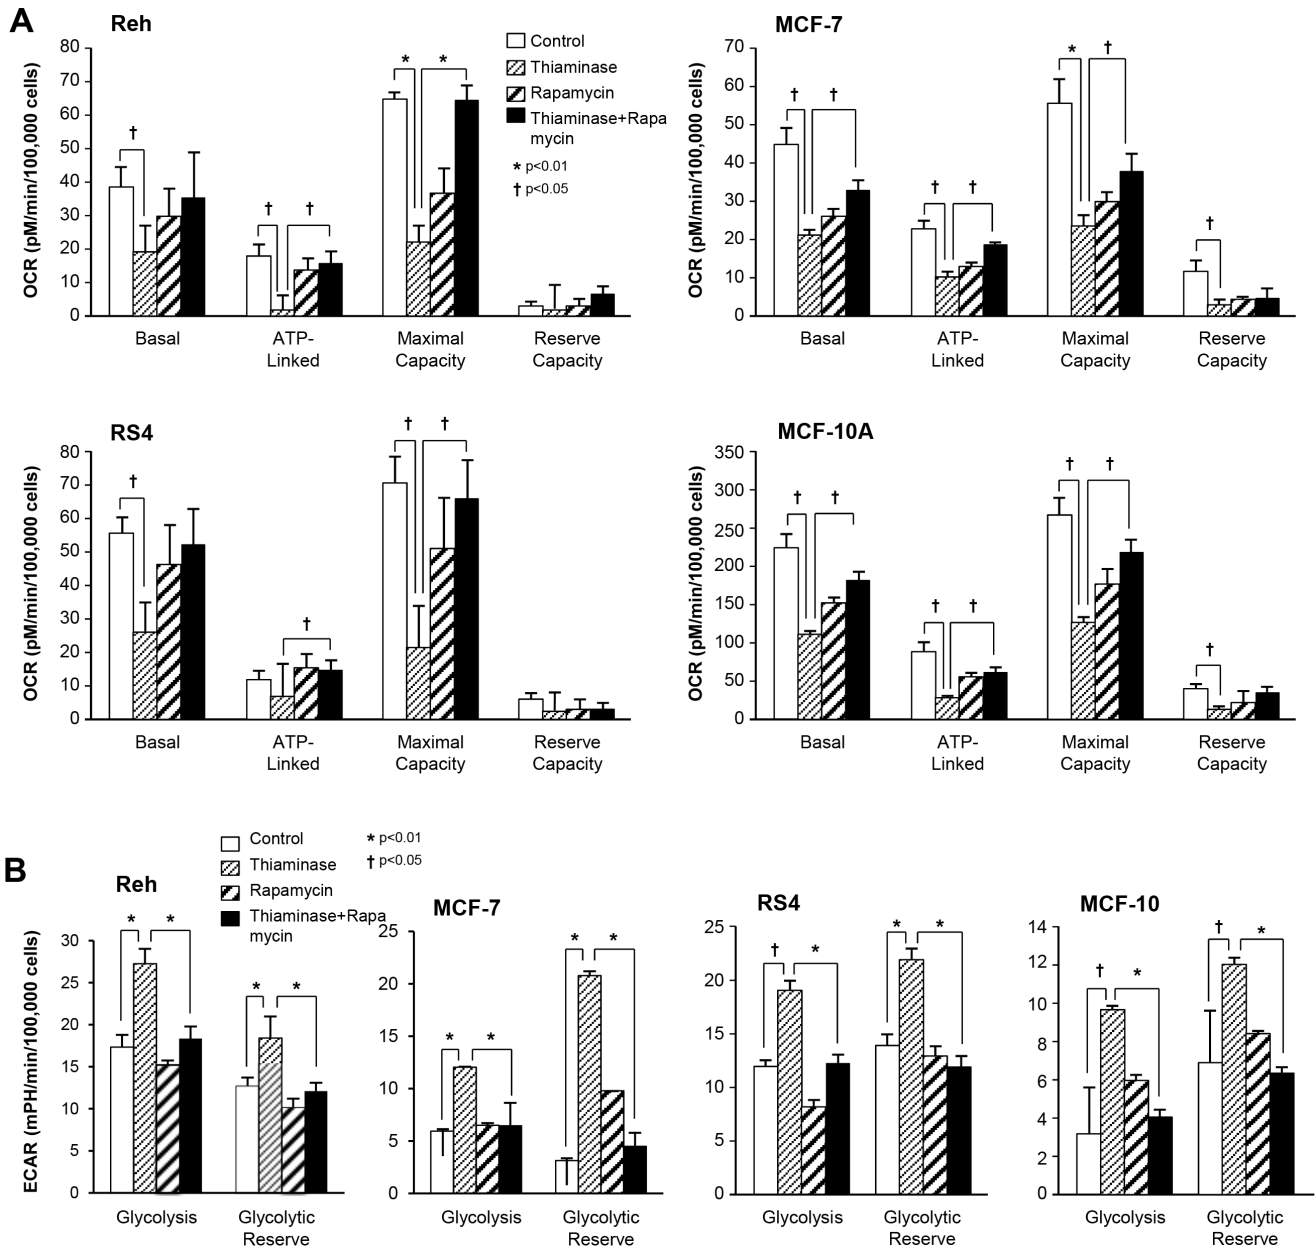 A
Reh
80
70
60
50
40
30
20
10
0
OCR (pM/min/100,000 cells)
†
† †
* *
Basal
ATP-
Linked
Maximal
Capacity
Reserve
Capacity
Control
Thiaminase
Rapamycin
Thiaminase+Rapa
mycin
* p<0.01
† p<0.05
MCF-7
70
60
50
40
30
20
10
0
OCR (pM/min/100,000 cells)
† †
† †
* †
†
Basal
ATP-
Linked
Maximal
Capacity
Reserve
Capacity
RS4
80
70
60
50
40
30
20
10
0
OCR (pM/min/100,000 cells)
†
†
† †
Basal
ATP-
Linked
Maximal
Capacity
Reserve
Capacity
MCF-10A
350
300
250
200
150
100
50
0
OCR (pM/min/100,000 cells)
† †
† †
† †
†
Basal
ATP-
Linked
Maximal
Capacity
Reserve
Capacity
B
Control
Thiaminase
Rapamycin
Thiaminase+Rapa
mycin
* p<0.01
† p<0.05
Reh
30
25
20
15
10
5
0
ECAR (mPH/min/100,000 cells)
* *
* *
Glycolysis
Glycolytic
Reserve
MCF-7
25
20
15
10
5
0
* *
* *
Glycolysis
Glycolytic
Reserve
RS4
25
20
15
10
5
0
† *
* *
Glycolysis
Glycolytic
Reserve
MCF-10
14
12
10
8
6
4
2
0
† *
† *
Glycolysis
Glycolytic
Reserve